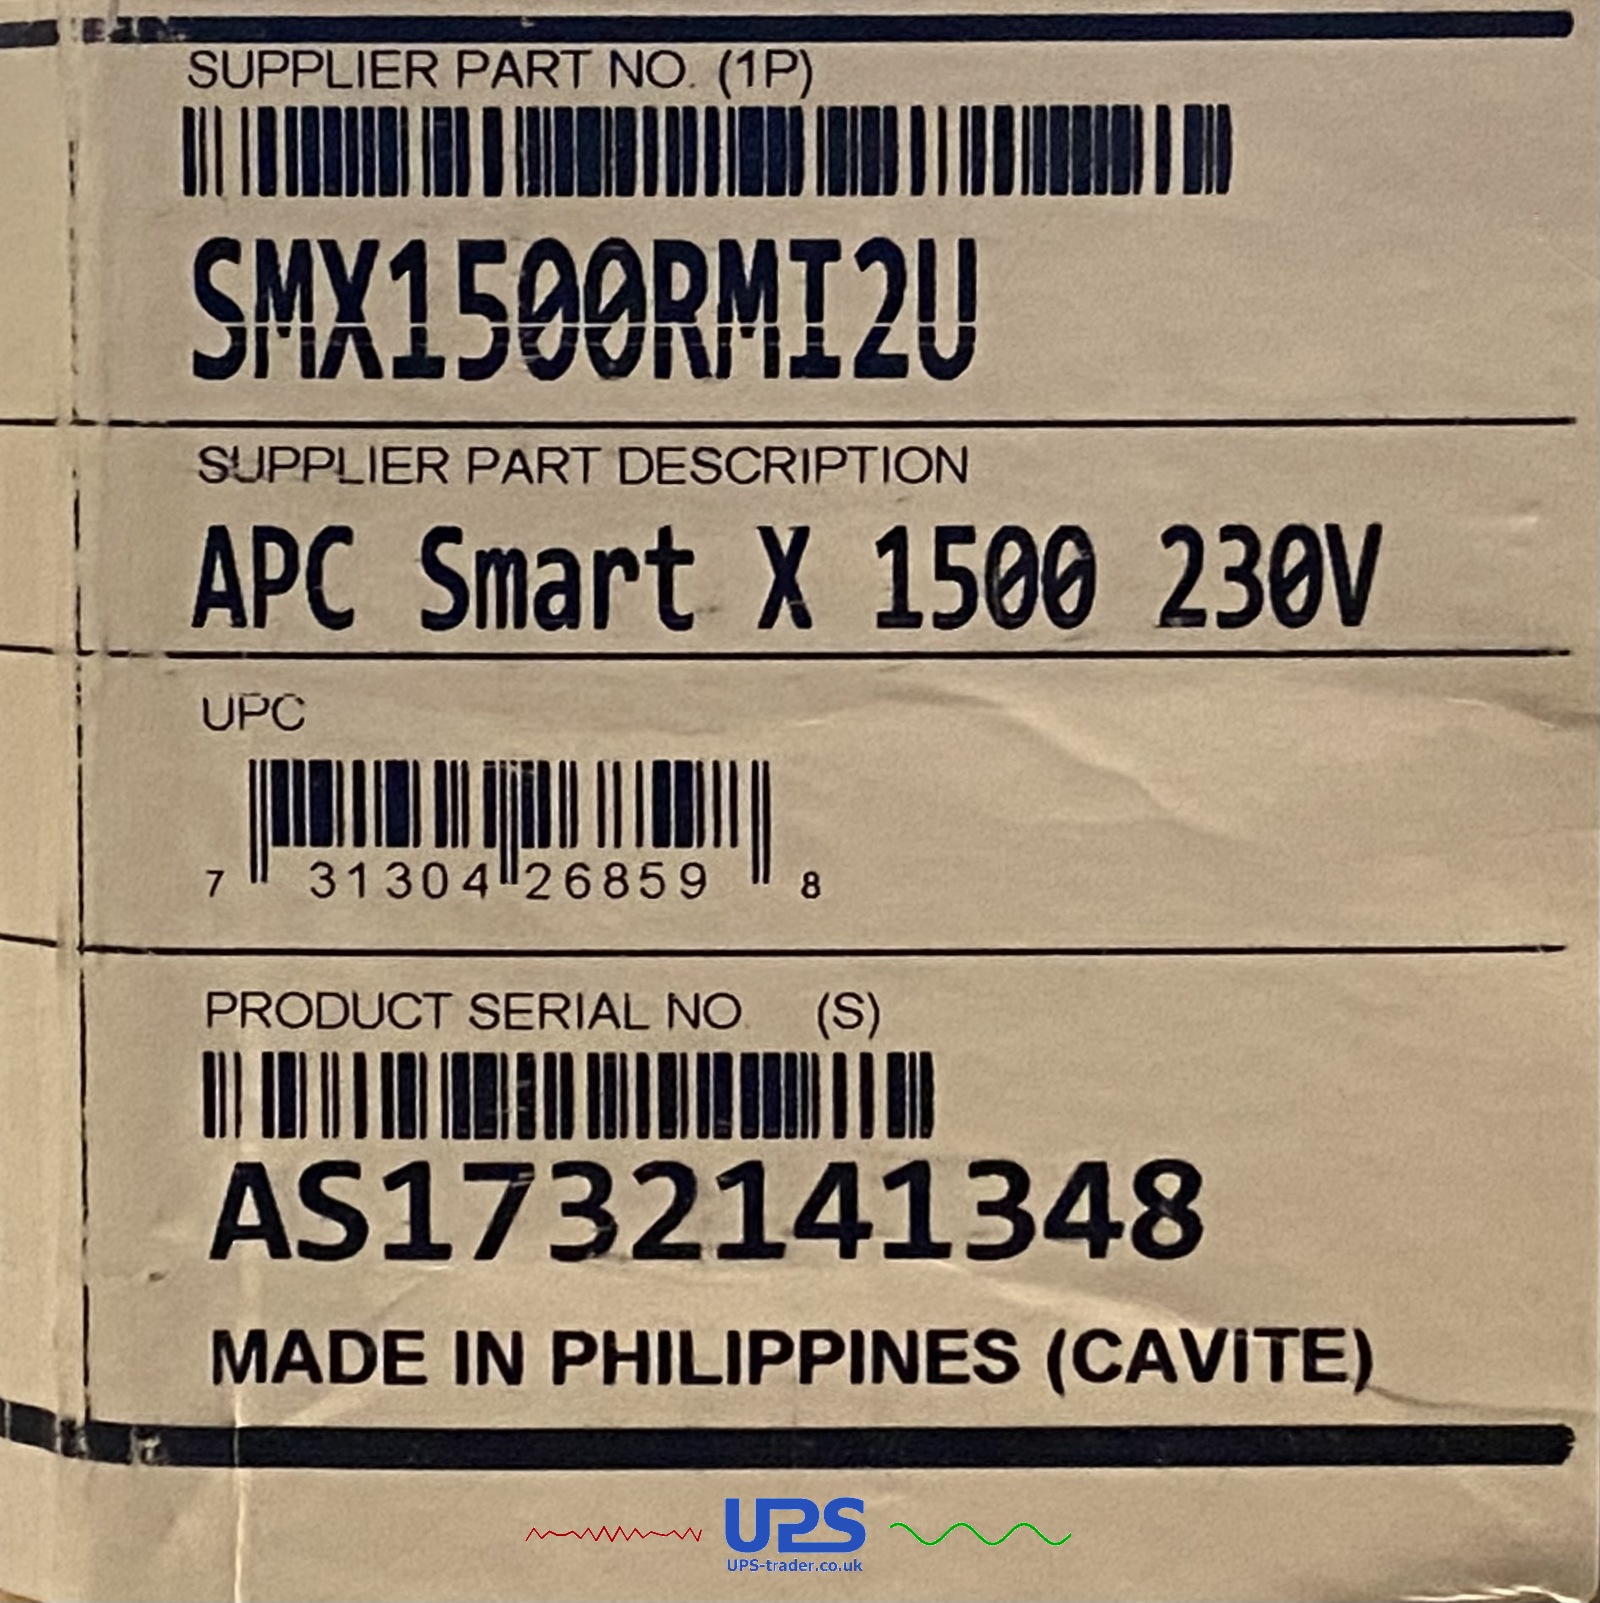 SUPPLIER PART NO. (1P)
SMX1500RMI2U
SUPPLIER PART DESCRIPTION
APC Smart X 1500 230V
UPC
7 31304 26859 8
PRODUCT SERIAL NO. (S)
AS1732141348
MADE IN PHILIPPINES (CAVITE)
UPS
UPS-trader.co.uk